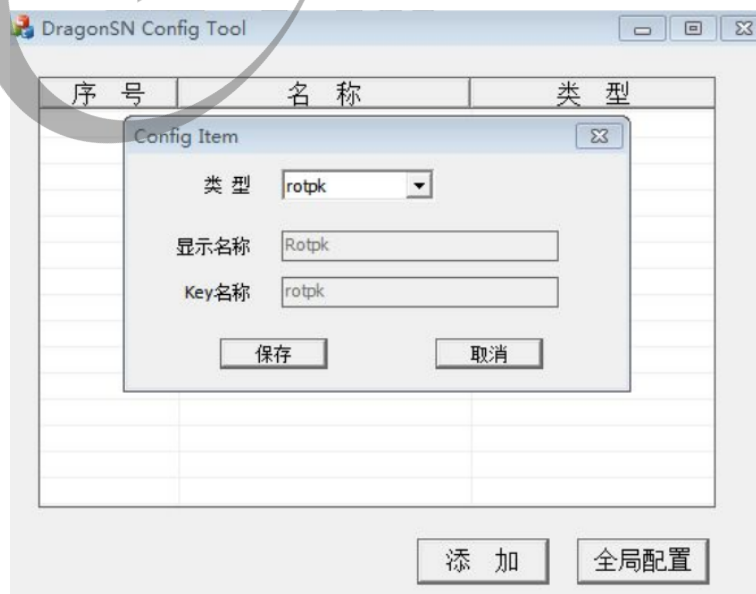 DragonSN Config Tool
序 号 名 称 类 型
Config Item
类 型 rotpk
显示名称 Rotpk
Key名称 rotpk
保存 取消
添 加 全局配置